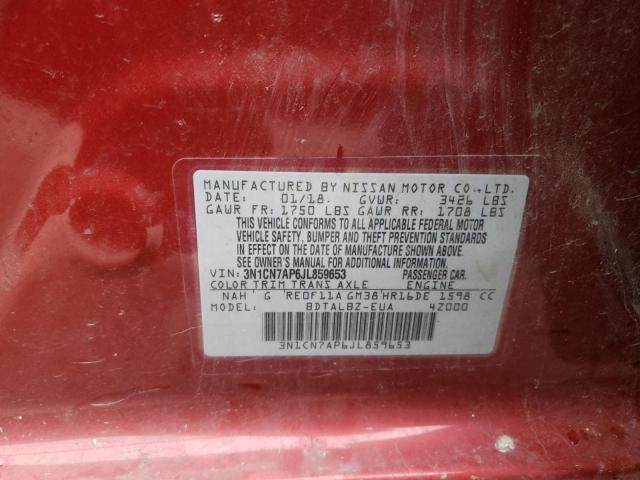 MANUFACTURED BY NISSAN MOTOR CO.,LTD.
DATE: 01/18. GVWR: 3426 LBS
GAWR FR: 1750 LBS GAWR RR: 1708 LBS
THIS VEHICLE CONFORMS TO ALL APPLICABLE FEDERAL MOTOR
VEHICLE SAFETY, BUMPER AND THEFT PREVENTION STANDARDS
IN EFFECT ON THE DATE OF MANUFACTURE SHOWN ABOVE.
SEE OWNER'S MANUAL FOR ADDITIONAL INFORMATION.
VIN: 3N1CN7AP6JL859653 PASSENGER CAR.
COLOR TRIM TRANS AXLE ENGINE
NAH G RE0F11A GM38 HR16DE 1598 CC
MODEL: BDTALBZ-EUA 4Z000
3N1CN7AP6JL859653